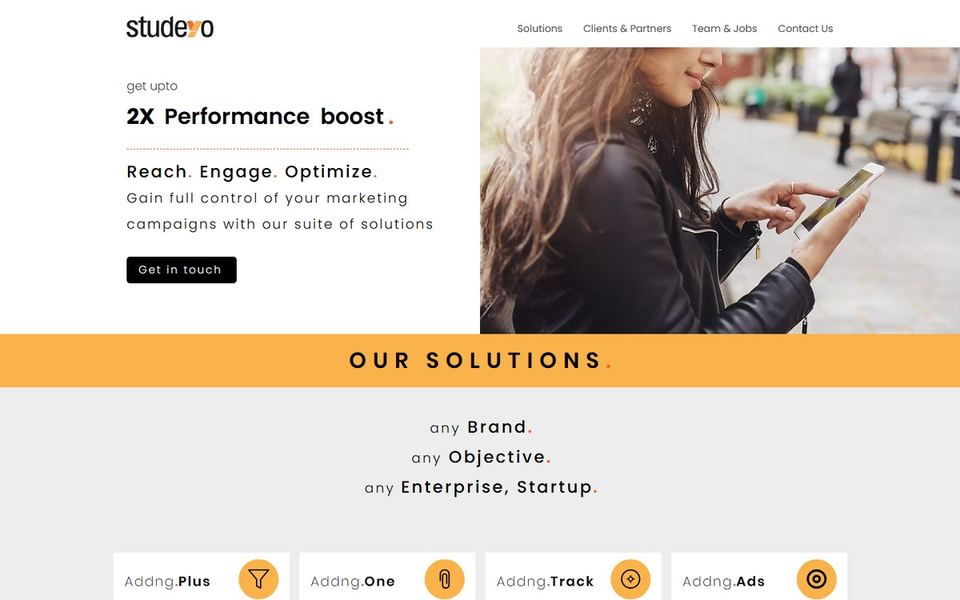 studeyo
Solutions Clients & Partners Team & Jobs Contact Us
get upto
2X Performance boost.
Reach. Engage. Optimize.
Gain full control of your marketing
campaigns with our suite of solutions
Get in touch
OUR SOLUTIONS.
any Brand.
any Objective.
any Enterprise, Startup.
Addng.Plus
Addng.One
Addng.Track
Addng.Ads